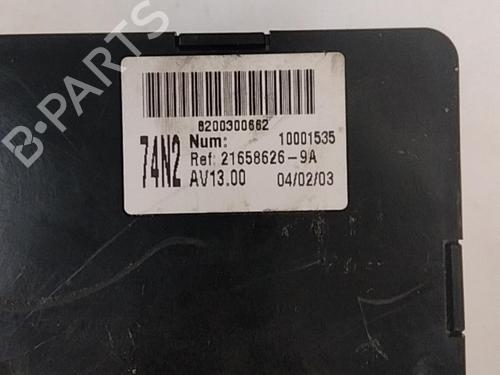 B-PARTS
8200300662
74N2
Num: 10001535
Ref: 21658626-9A
AV13.00 04/02/03